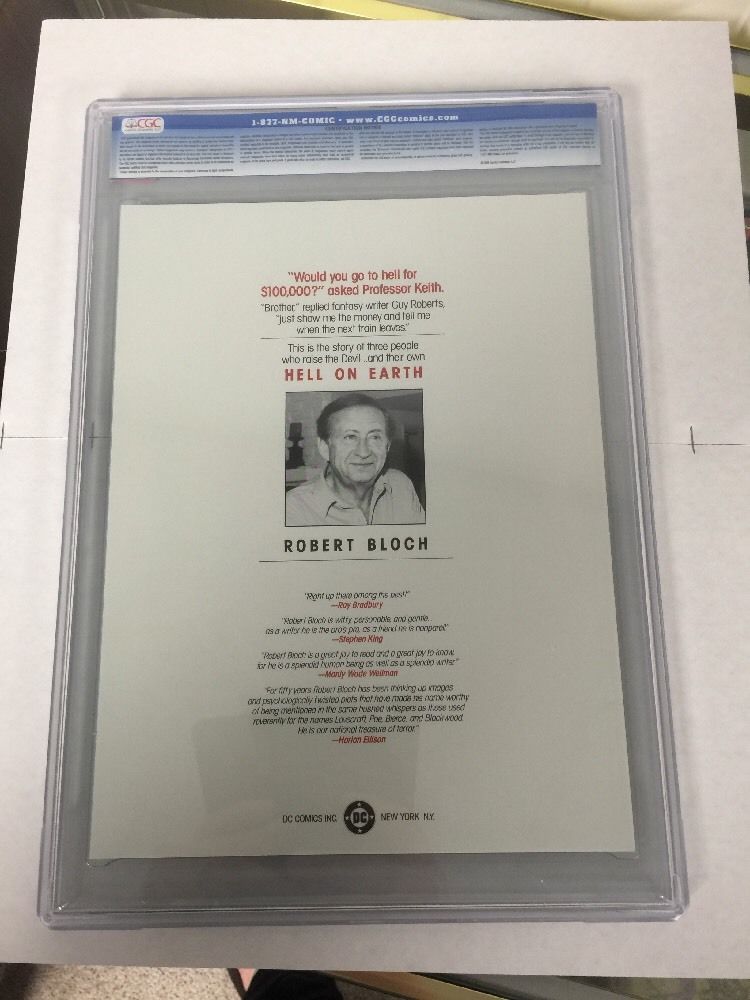 CGC
1-877-NM-COMIC • www.CGCcomics.com
CERTIFICATION NOTICE
"Would you go to hell for
$100,000?" asked Professor Keith.
"Brother," replied fantasy writer Guy Roberts,
"just show me the money and tell me
when the next train leaves."
This is the story of three people
who raise the Devil...and their own
HELL ON EARTH
ROBERT BLOCH
"Right up there among the best!"
—Ray Bradbury
"Robert Bloch is witty, personable, and gentle...
as a writer he is the pro's pro, as a friend he is nonpareil"
—Stephen King
"Robert Bloch is a great joy to read and a great joy to know,
for he is a splendid human being as well as a splendid writer."
—Manly Wade Wellman
"For fifty years Robert Bloch has been thinking up images
and psychologically twisted plots that have made his name worthy
of being mentioned in the same hushed whispers as those used
reverently for the names Lovecraft, Poe, Bierce, and Blackwood.
He is our national treasure of terror."
—Harlan Ellison
DC COMICS INC. DC NEW YORK N.Y.